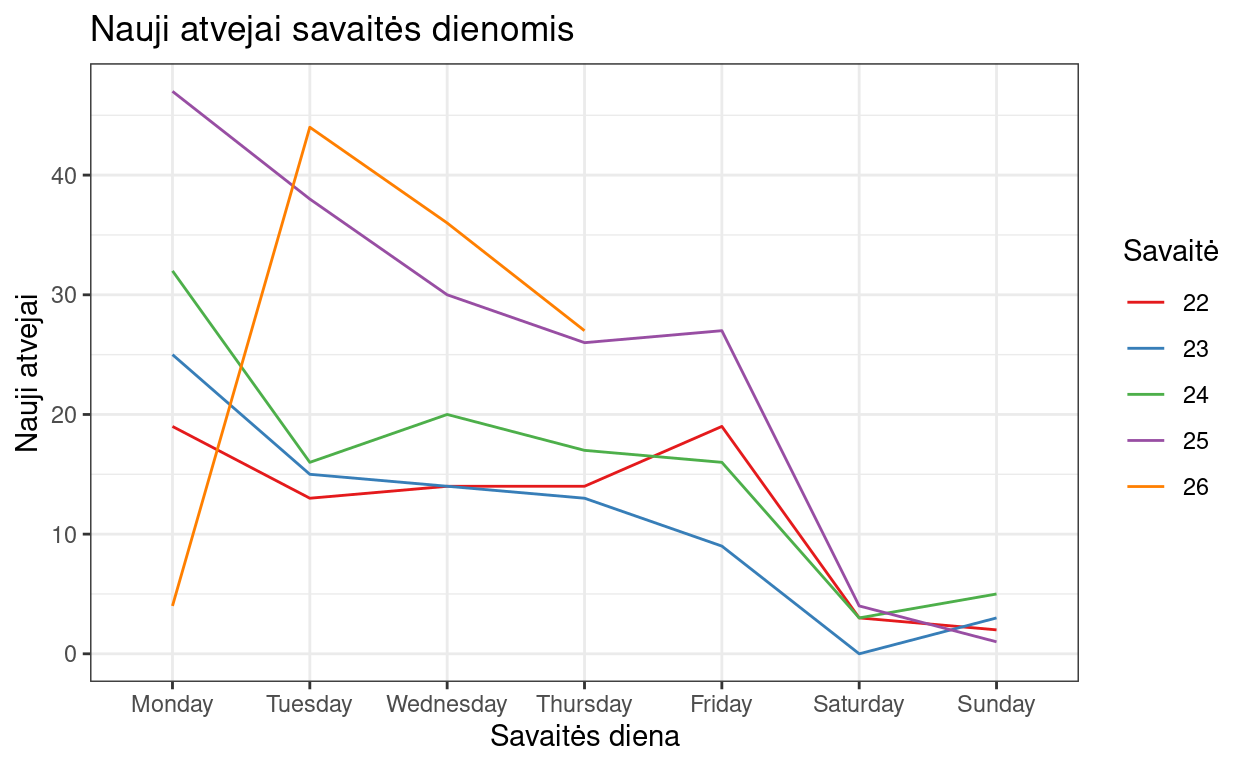 Nauji atvejai savaitės dienomis
Nauji atvejai
40
30
20
10
0
Monday Tuesday Wednesday Thursday Friday Saturday Sunday
Savaitės diena
Savaitė
22
23
24
25
26